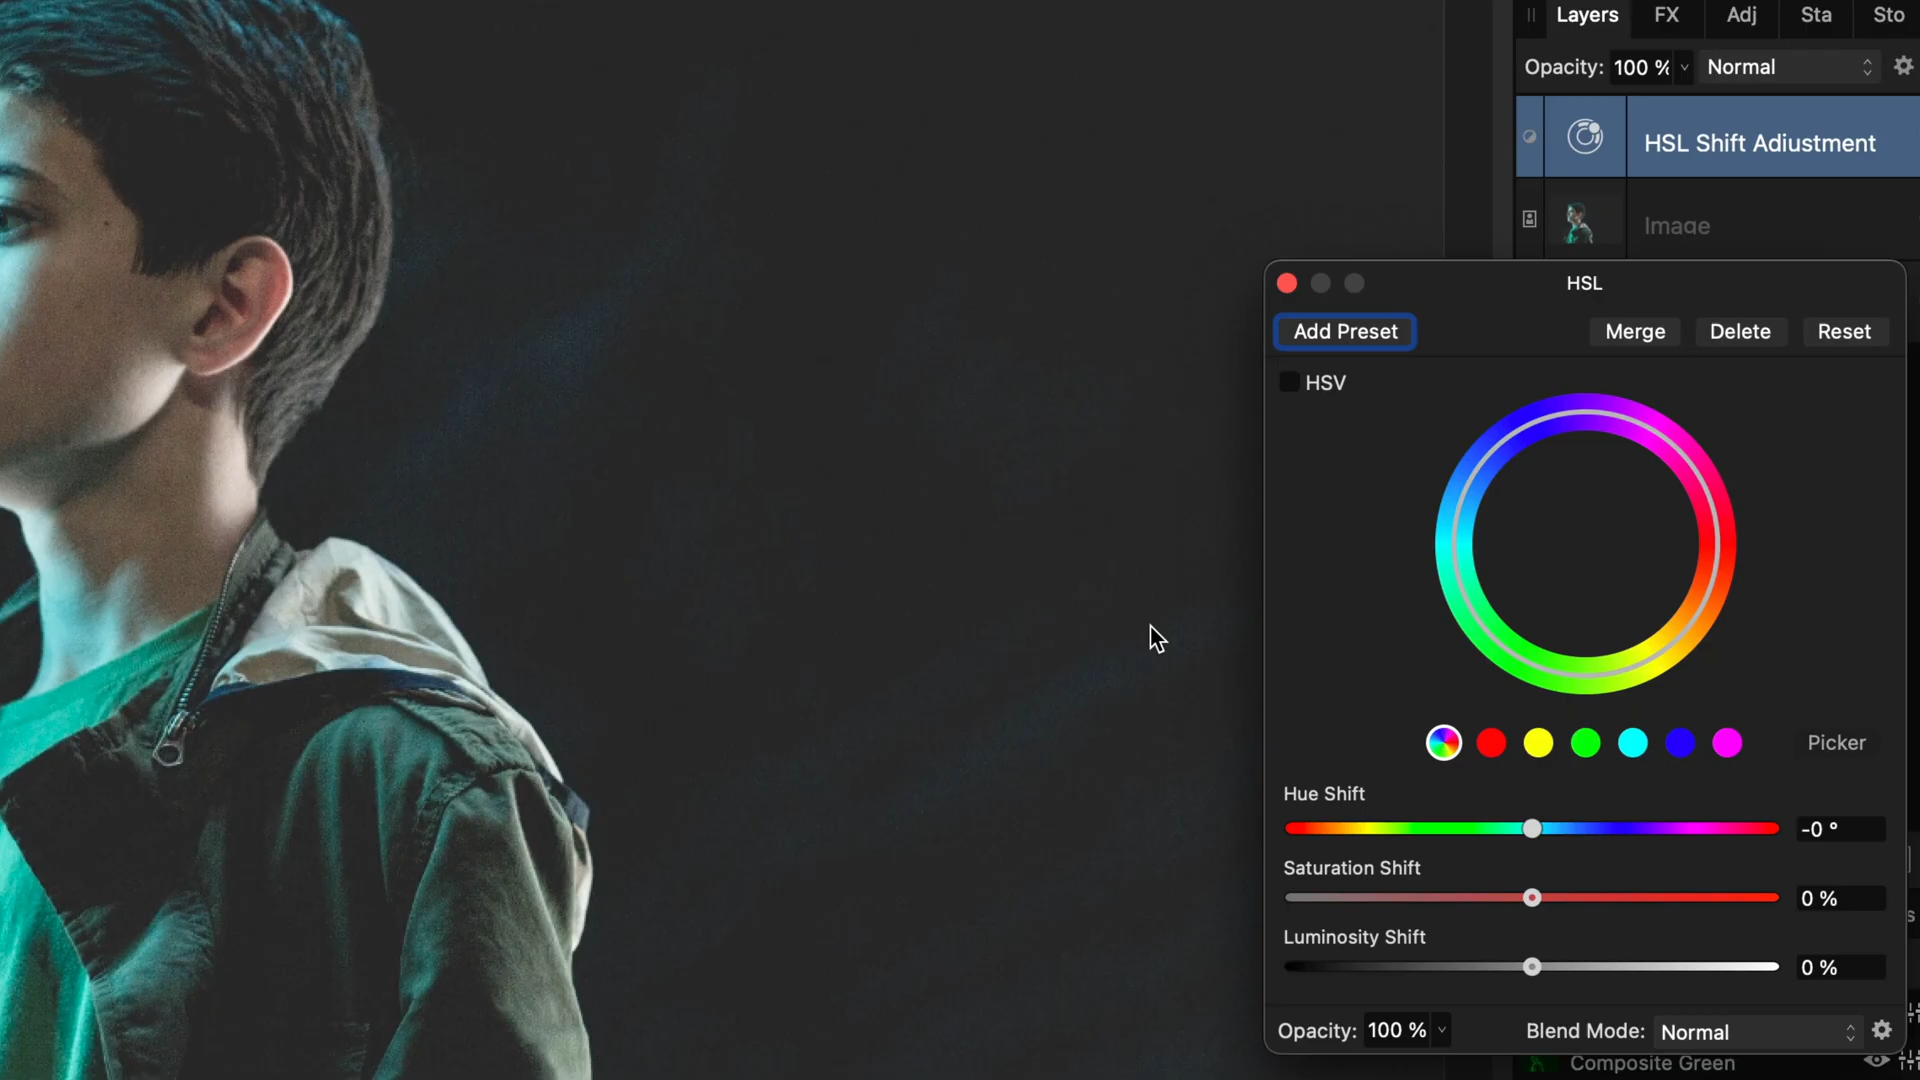 Layers FX Adj Sta Sto
Opacity: 100 % Normal
HSL Shift Adjustment
Image
HSL
Add Preset Merge Delete Reset
HSV
Picker
Hue Shift
-0 °
Saturation Shift
0 %
Luminosity Shift
0 %
Opacity: 100 % Blend Mode: Normal
Composite Green